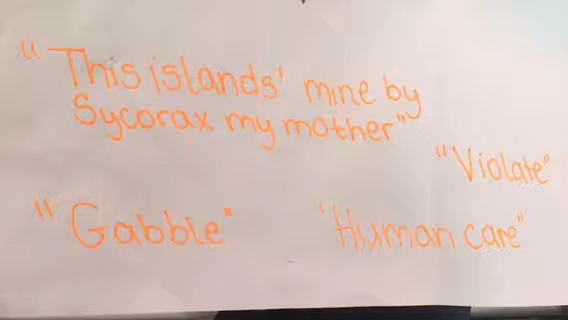 "This islands' mine by
Sycorax my mother"
"Violate"
"Gabble"
"Human care"